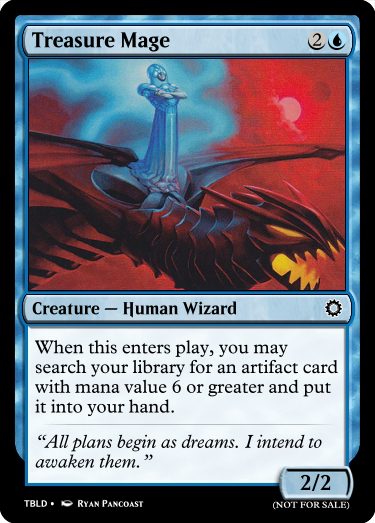 Treasure Mage 2
Creature — Human Wizard
When this enters play, you may
search your library for an artifact card
with mana value 6 or greater and put
it into your hand.
“All plans begin as dreams. I intend to
awaken them.”
2/2
TBLD • Ryan Pancoast
(NOT FOR SALE)